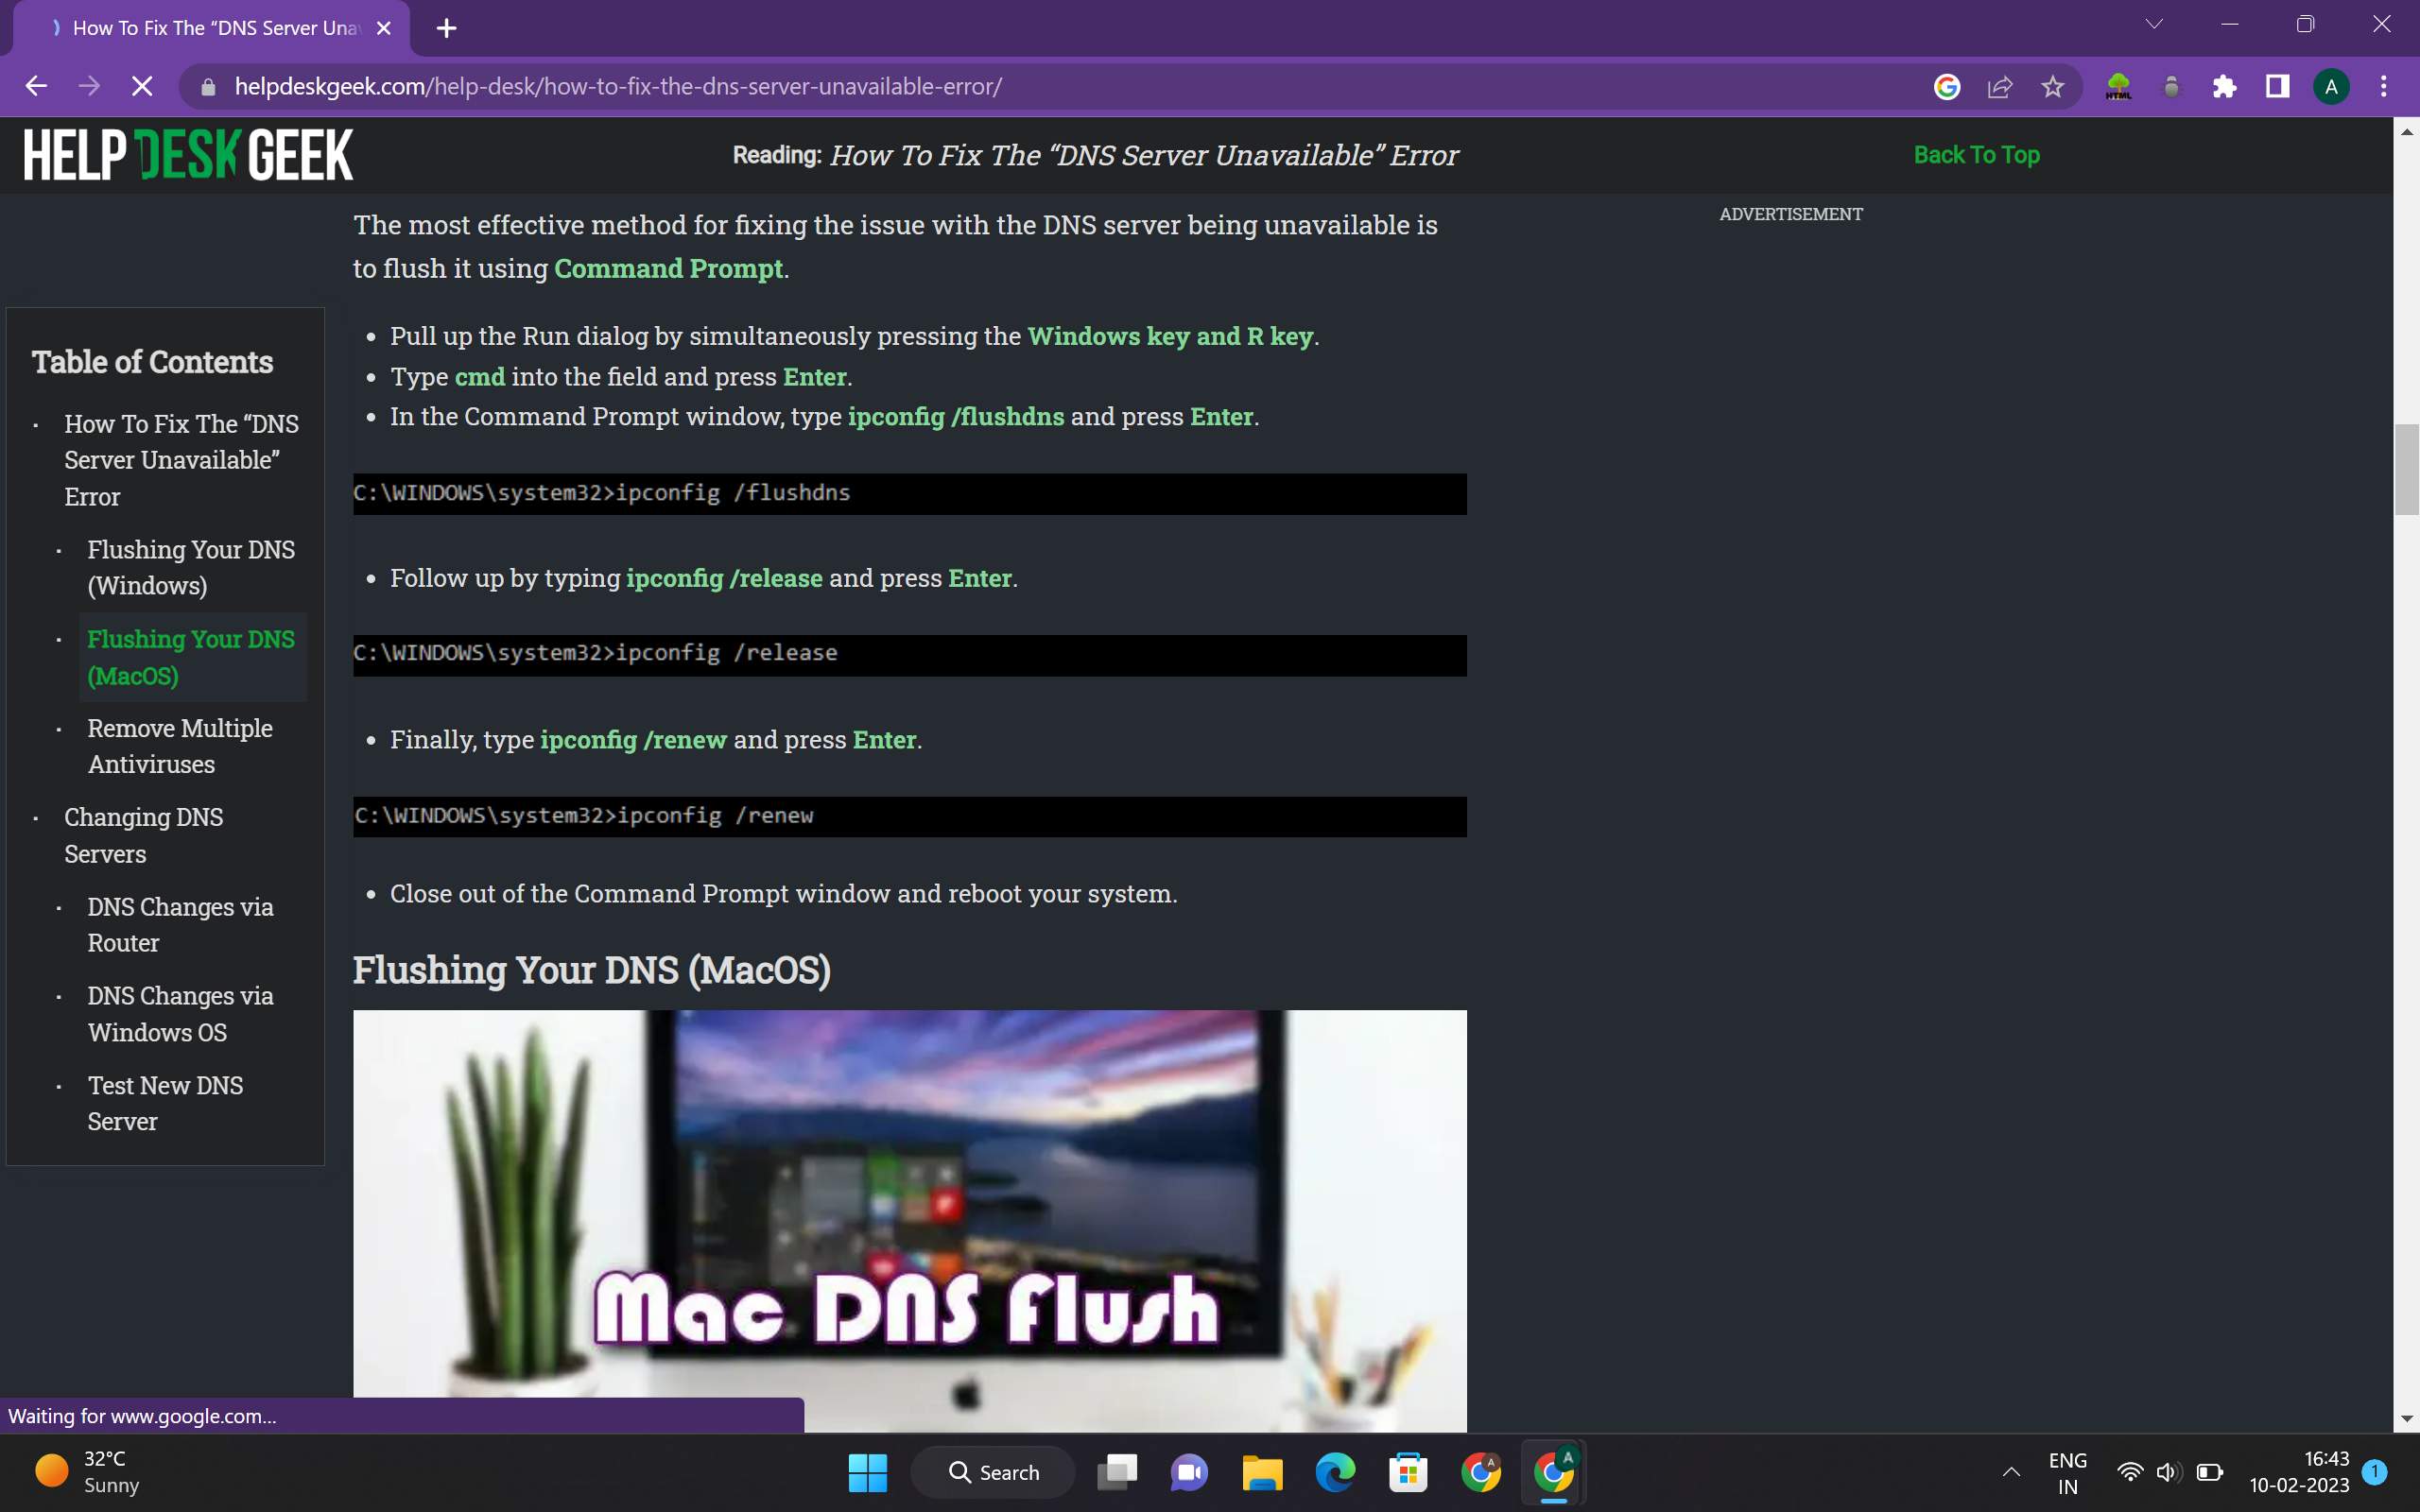 How To Fix The “DNS Server Una
helpdeskgeek.com/help-desk/how-to-fix-the-dns-server-unavailable-error/
HTML
A
HELP DESK GEEK
Reading: How To Fix The “DNS Server Unavailable” Error
Back To Top
ADVERTISEMENT
Table of Contents
How To Fix The “DNS
Server Unavailable”
Error
Flushing Your DNS
(Windows)
Flushing Your DNS
(MacOS)
Remove Multiple
Antiviruses
Changing DNS
Servers
DNS Changes via
Router
DNS Changes via
Windows OS
Test New DNS
Server
The most effective method for fixing the issue with the DNS server being unavailable is
to flush it using Command Prompt.
Pull up the Run dialog by simultaneously pressing the Windows key and R key.
Type cmd into the field and press Enter.
In the Command Prompt window, type ipconfig /flushdns and press Enter.
C:\WINDOWS\system32>ipconfig /flushdns
Follow up by typing ipconfig /release and press Enter.
C:\WINDOWS\system32>ipconfig /release
Finally, type ipconfig /renew and press Enter.
C:\WINDOWS\system32>ipconfig /renew
Close out of the Command Prompt window and reboot your system.
Flushing Your DNS (MacOS)
Mac DNS Flush
Waiting for www.google.com...
32°C
Sunny
Search
A
A
ENG
IN
16:43
10-02-2023
1